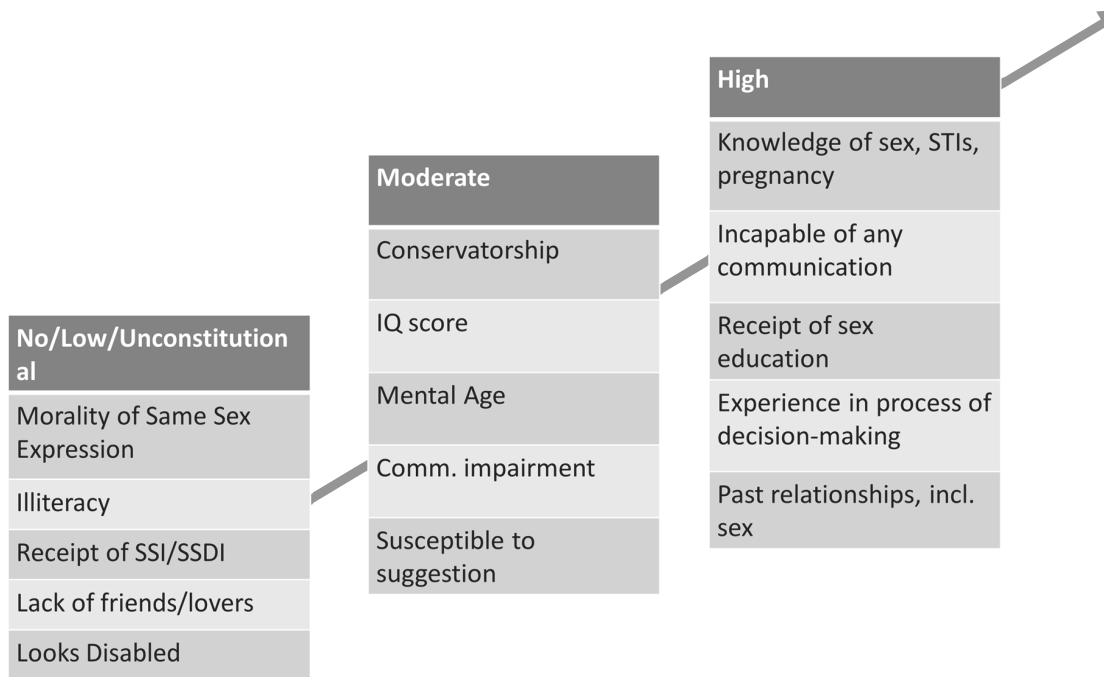 No/Low/Unconstitution
al
Morality of Same Sex
Expression
Illiteracy
Receipt of SSI/SSDI
Lack of friends/lovers
Looks Disabled
Moderate
Conservatorship
IQ score
Mental Age
Comm. impairment
Susceptible to
suggestion
High
Knowledge of sex, STIs,
pregnancy
Incapable of any
communication
Receipt of sex
education
Experience in process of
decision-making
Past relationships, incl.
sex